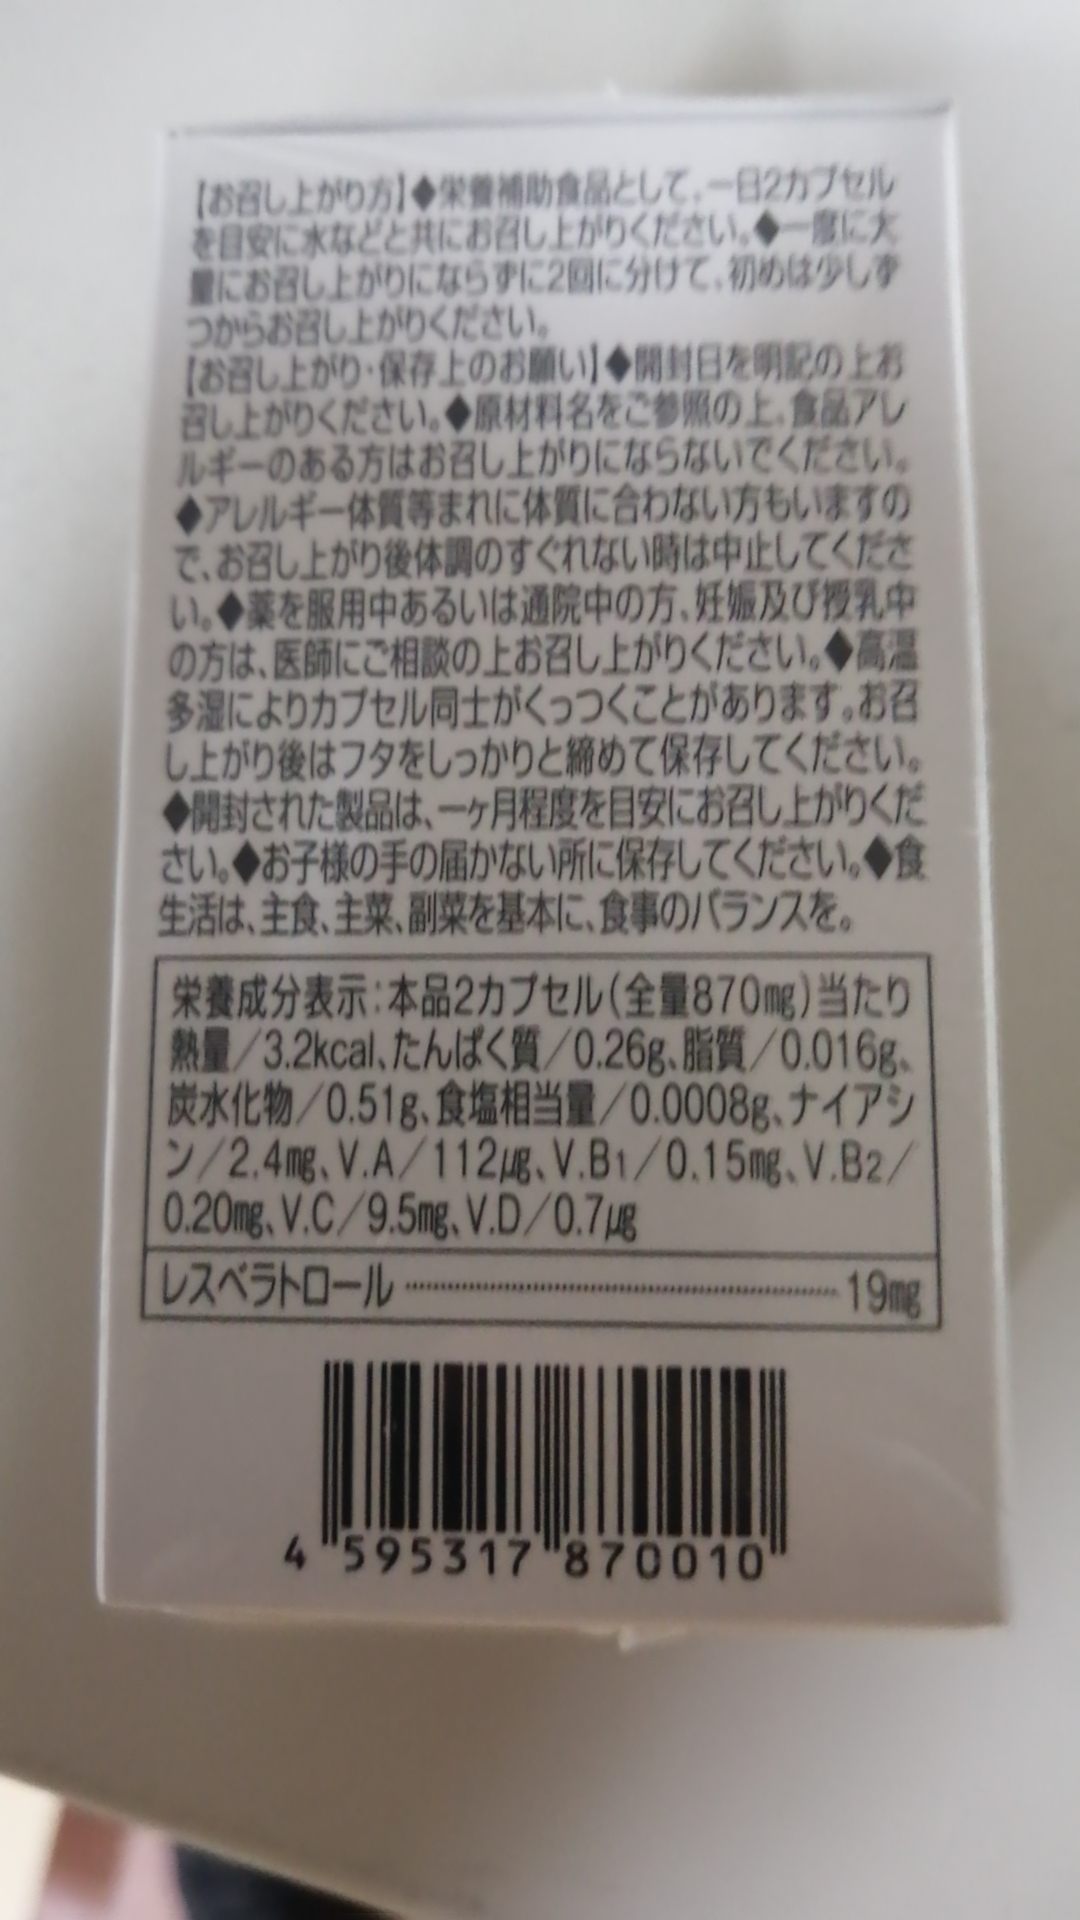 【お召し上がり方】◆栄養補助食品として、一日2カプセル
を目安に水などと共にお召し上がりください。◆一度に大
量にお召し上がりにならずに2回に分けて、初めは少しず
つからお召し上がりください。
【お召し上がり・保存上のお願い】◆開封日を明記の上お
召し上がりください。◆原材料名をご参照の上、食品アレ
ルギーのある方はお召し上がりにならないでください。
◆アレルギー体質等まれに体質に合わない方もいますの
で、お召し上がり後体調のすぐれない時は中止してくださ
い。◆薬を服用中あるいは通院中の方、妊娠及び授乳中
の方は、医師にご相談の上お召し上がりください。◆高温
多湿によりカプセル同士がくっつくことがあります。お召
し上がり後はフタをしっかりと締めて保存してください。
◆開封された製品は、一ヶ月程度を目安にお召し上がりくだ
さい。◆お子様の手の届かない所に保存してください。◆食
生活は、主食、主菜、副菜を基本に、食事のバランスを。
栄養成分表示:本品2カプセル(全量870㎎)当たり
熱量/3.2kcal、たんぱく質/0.26g、脂質/0.016g、
炭水化物/0.51g、食塩相当量/0.0008g、ナイアシ
ン/2.4㎎、V.A/112㎍、V.B1/0.15㎎、V.B2/
0.20㎎、V.C/9.5㎎、V.D/0.7㎍
レスベラトロール ………………………… 19㎎
4 595317 870010